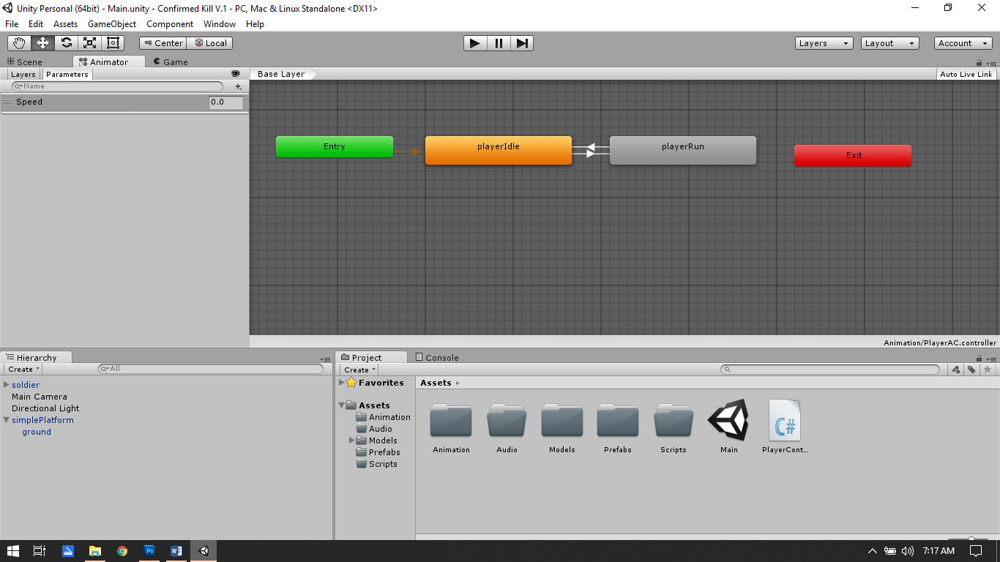 Unity Personal (64bit) - Main.unity - Confirmed Kill V.1 - PC, Mac & Linux Standalone <DX11>
File Edit Assets GameObject Component Window Help
Center Local Layers Layout Account
Scene Animator Game
Layers Parameters Base Layer Auto Live Link
Name
Speed 0.0
Entry playerIdle playerRun Exit
Animation/PlayerAC.controller
Hierarchy Project Console
Create All Create
soldier
Main Camera
Directional Light
simplePlatform
ground
Favorites
Assets
Animation
Audio
Models
Prefabs
Scripts
Assets
C#
Animation Audio Models Prefabs Scripts Main PlayerCont...
Ps W 7:17 AM